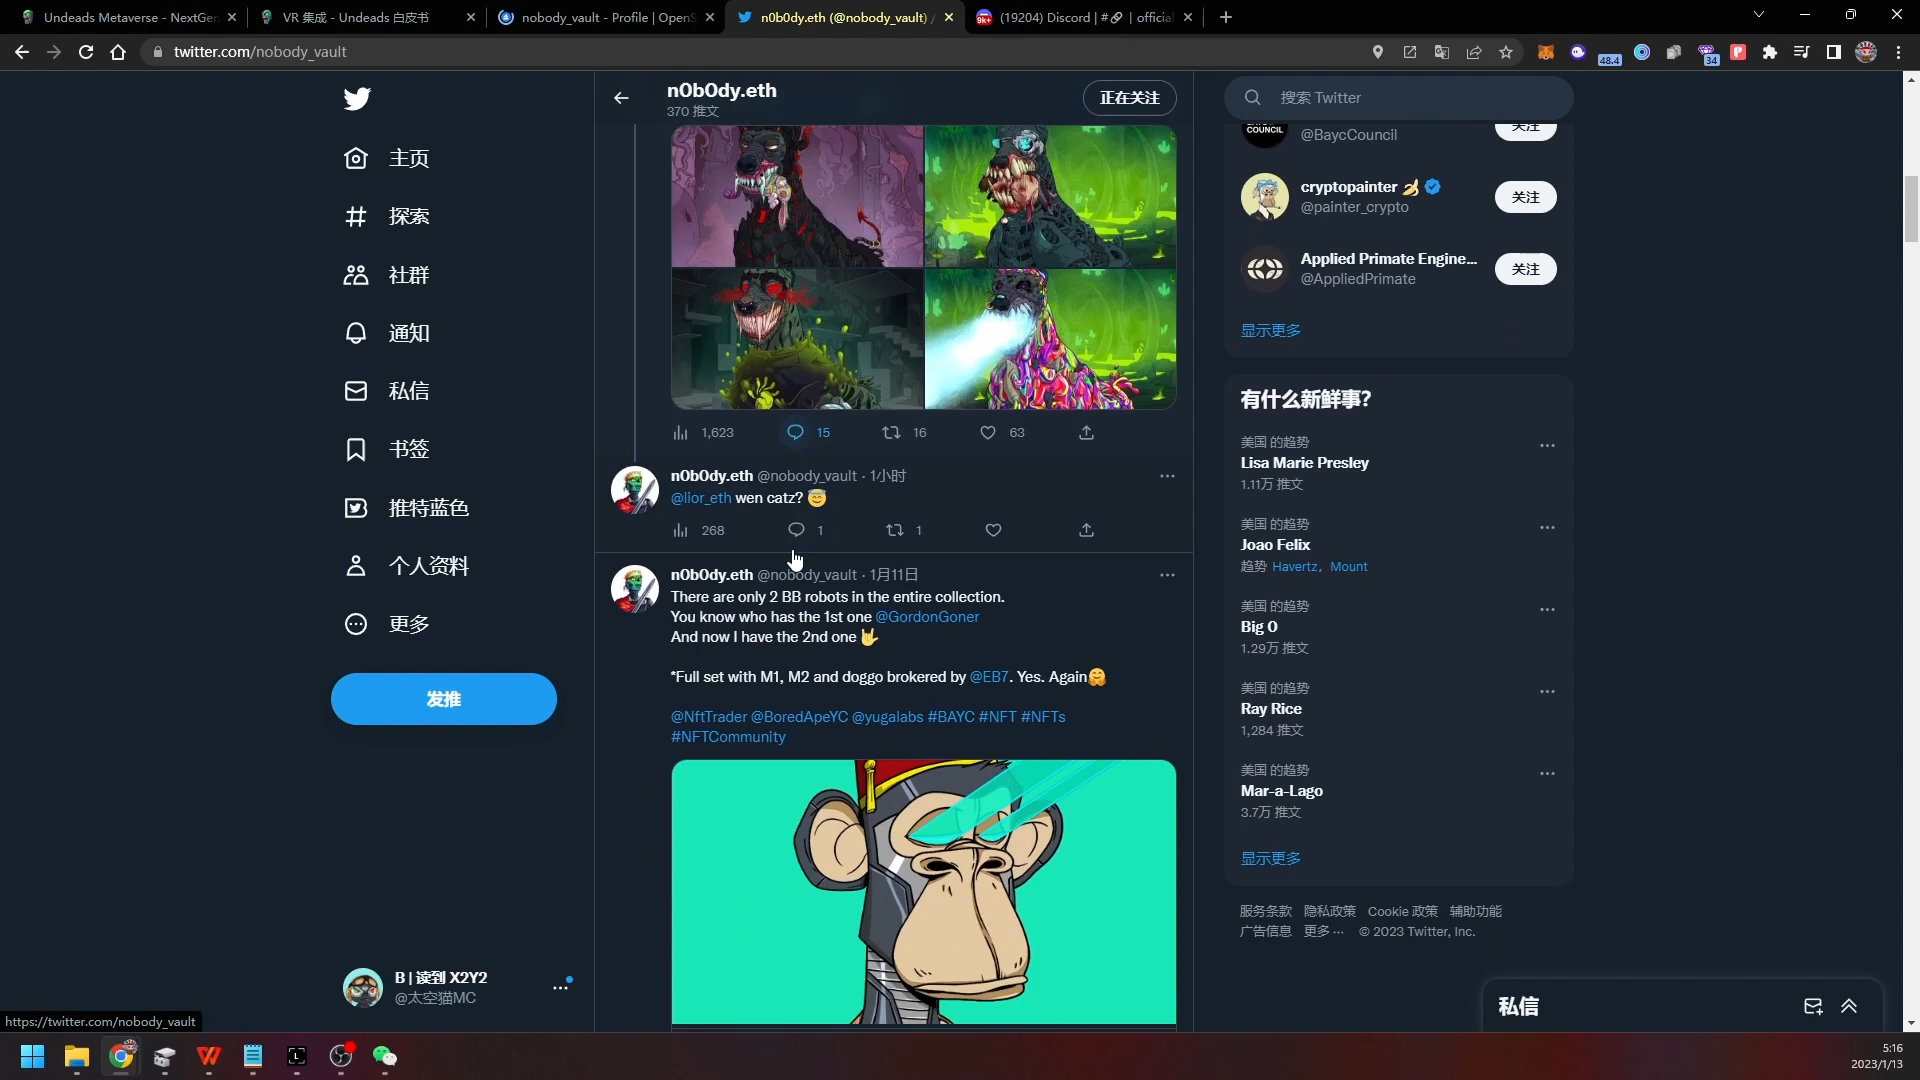 Undeads Metaverse - NextGen
VR 集成 - Undeads 白皮书
nobody_vault - Profile | OpenS
n0b0dy.eth (@nobody_vault) /
(19204) Discord | #🔗 | official
twitter.com/nobody_vault
48.4
34
主页
探索
社群
通知
私信
书签
推特蓝色
个人资料
更多
发推
B | 读到 X2Y2
@太空猫MC
https://twitter.com/nobody_vault
n0b0dy.eth
370 推文
正在关注
1,623
15
16
63
n0b0dy.eth @nobody_vault · 1小时
@lior_eth wen catz? 😇
268
1
1
n0b0dy.eth @nobody_vault · 1月11日
There are only 2 BB robots in the entire collection.
You know who has the 1st one @GordonGoner
And now I have the 2nd one 🤟
*Full set with M1, M2 and doggo brokered by @EB7. Yes. Again🤗
@NftTrader @BoredApeYC @yugalabs #BAYC #NFT #NFTs
#NFTCommunity
搜索 Twitter
COUNCIL
@BaycCouncil
关注
cryptopainter 🍌
@painter_crypto
关注
Applied Primate Engine...
@AppliedPrimate
关注
显示更多
有什么新鲜事?
美国 的趋势
Lisa Marie Presley
1.11万 推文
美国 的趋势
Joao Felix
趋势 Havertz, Mount
美国 的趋势
Big O
1.29万 推文
美国 的趋势
Ray Rice
1,284 推文
美国 的趋势
Mar-a-Lago
3.7万 推文
显示更多
服务条款 隐私政策 Cookie 政策 辅助功能
广告信息 更多 ··· © 2023 Twitter, Inc.
私信
5:16
2023/1/13